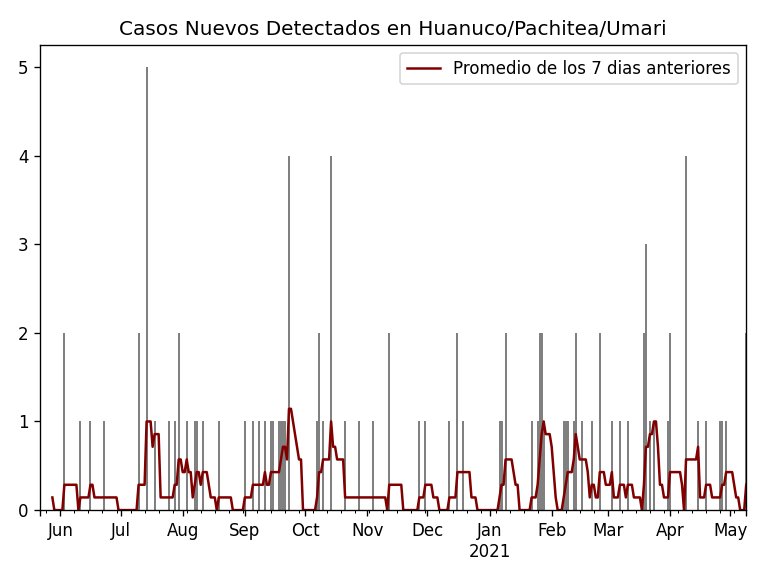 Casos Nuevos Detectados en Huanuco/Pachitea/Umari
Promedio de los 7 dias anteriores
5
4
3
2
1
0
Jun Jul Aug Sep Oct Nov Dec Jan Feb Mar Apr May
2021